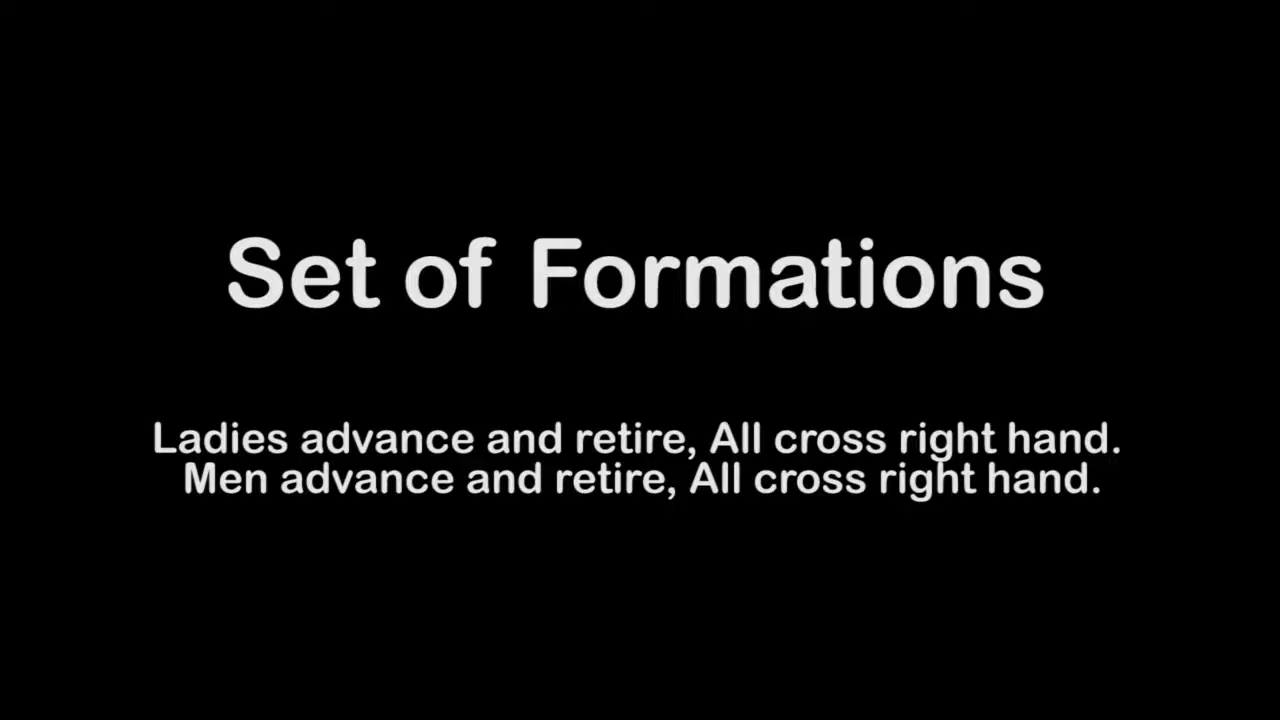 Set of Formations
Ladies advance and retire, All cross right hand.
Men advance and retire, All cross right hand.